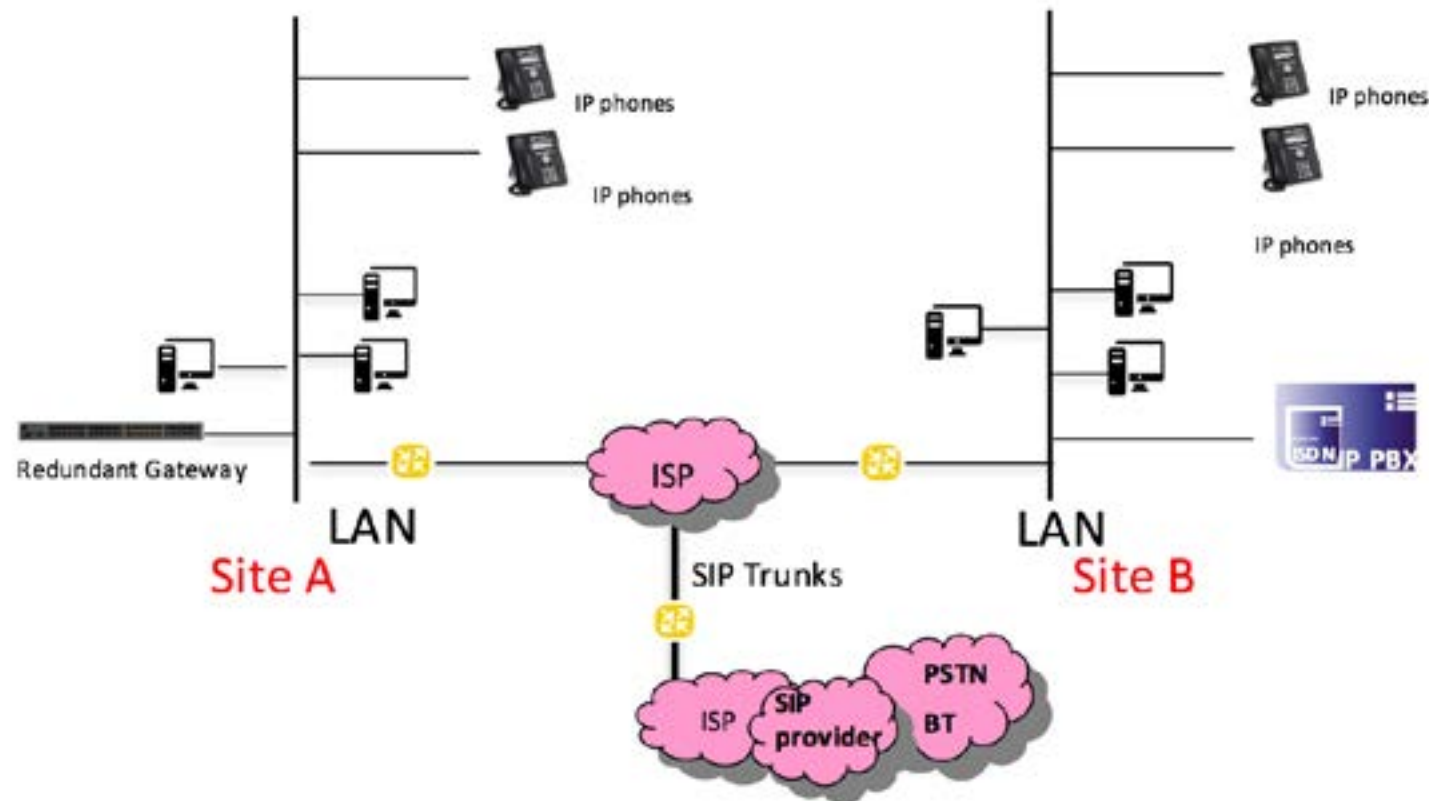 IP phones
IP phones
IP phones
IP phones
Redundant Gateway
ISP
ISDN
IP PBX
LAN
LAN
Site A
SIP Trunks
Site B
ISP
SIP
provider
PSTN
BT